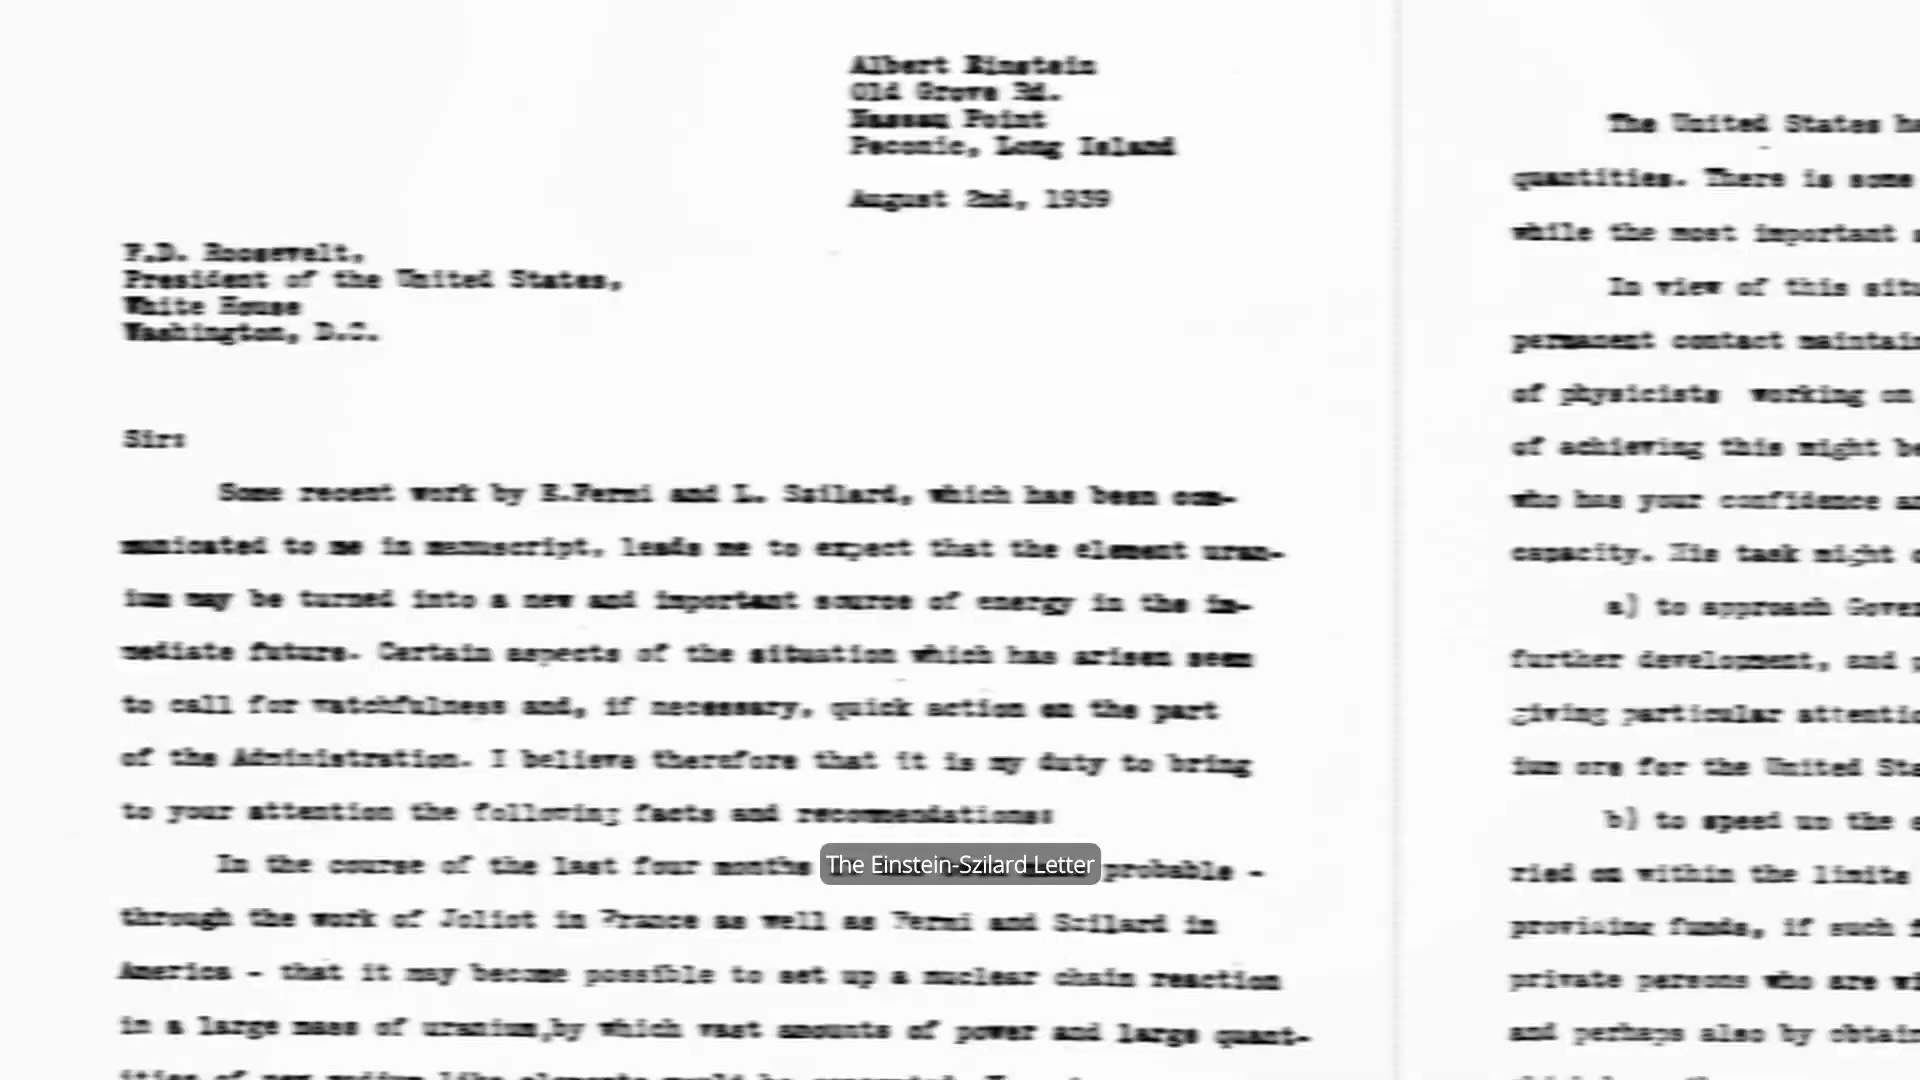 Albert Einstein
Old Grove Rd.
Nassau Point
Peconic, Long Island
August 2nd, 1939
F.D. Roosevelt,
President of the United States,
White House
Washington, D.C.
Sir:
Some recent work by E.Fermi and L. Szilard, which has been com-
municated to me in manuscript, leads me to expect that the element uran-
ium may be turned into a new and important source of energy in the im-
mediate future. Certain aspects of the situation which has arisen seem
to call for watchfulness and, if necessary, quick action on the part
of the Administration. I believe therefore that it is my duty to bring
to your attention the following facts and recommendations:
In the course of the last four months probable -
through the work of Joliot in France as well as Fermi and Szilard in
America - that it may become possible to set up a nuclear chain reaction
in a large mass of uranium,by which vast amounts of power and large quant-
The Einstein-Szilard Letter
The United States
quantities. There is some
while the most important
In view of this
permanent contact
of physicists working on
of achieving this might
who has your confidence
capacity. His task might
a) to approach
further development, and
giving particular
ium ore for the United
b) to speed up the
ried on within the limits
providing funds, if such
private persons who are
and perhaps also by